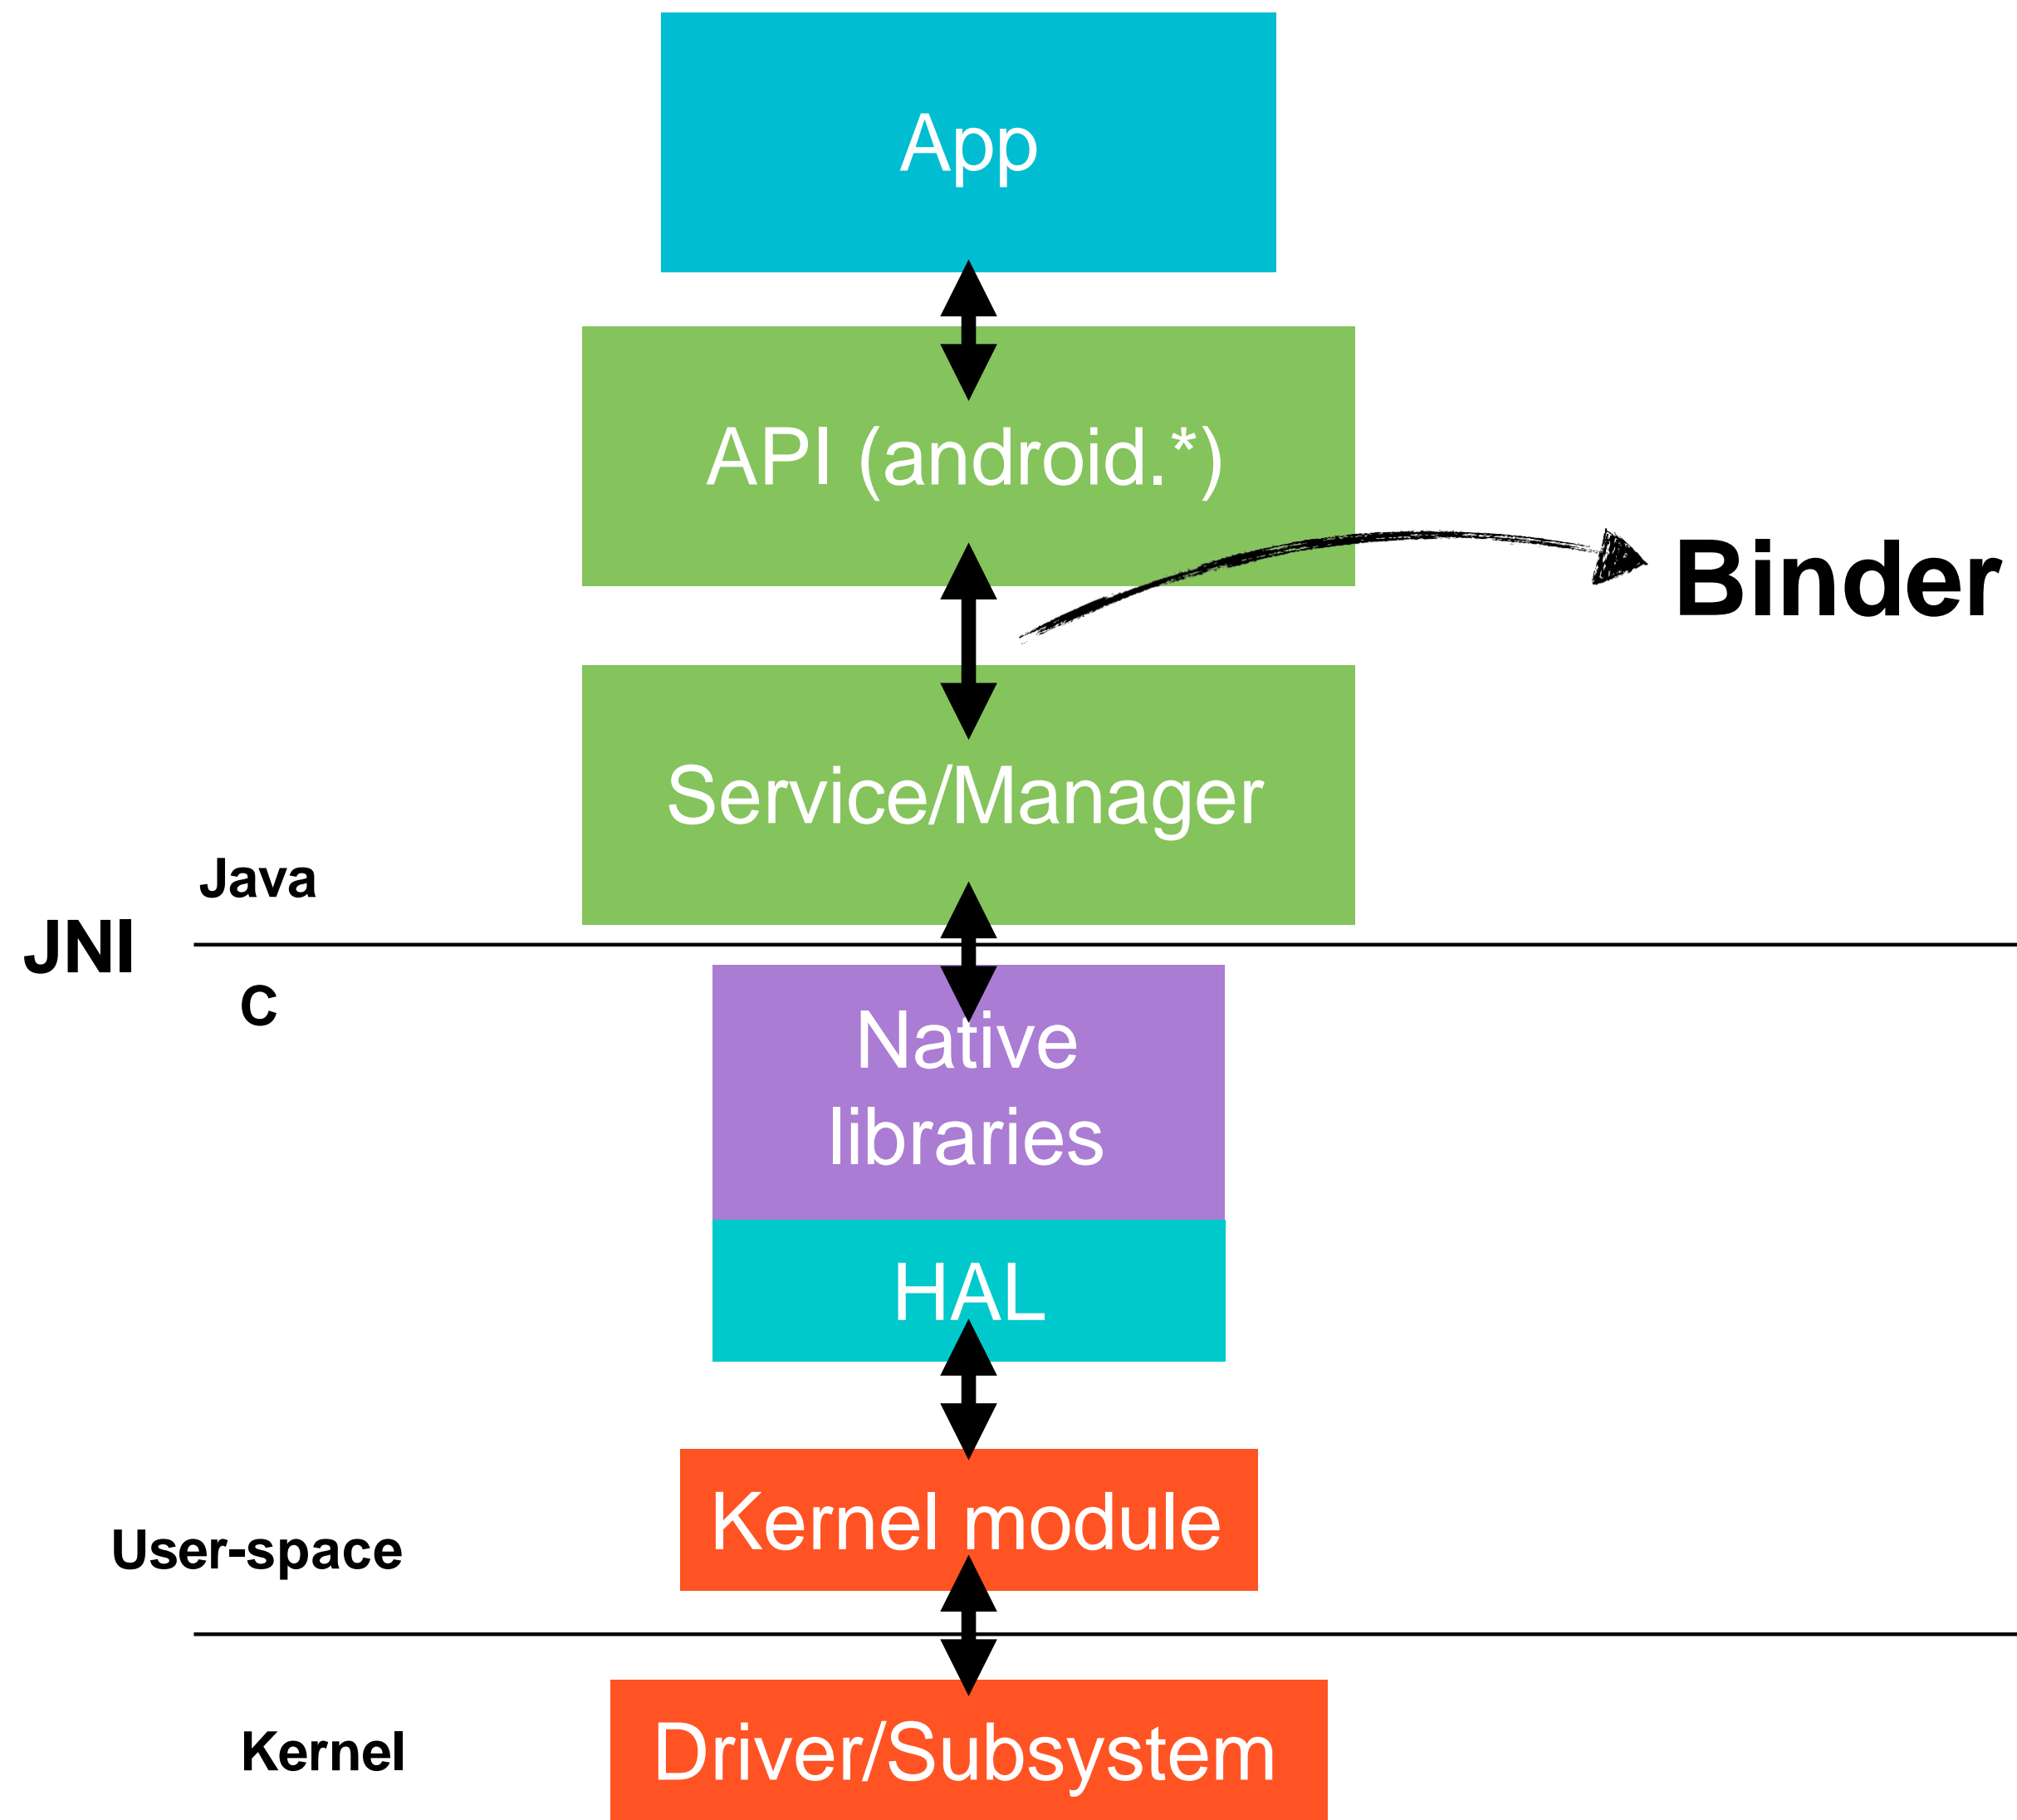 App
API (android.*)
Binder
Service/Manager
Java
JNI
C
Native
libraries
HAL
Kernel module
User-space
Kernel
Driver/Subsystem